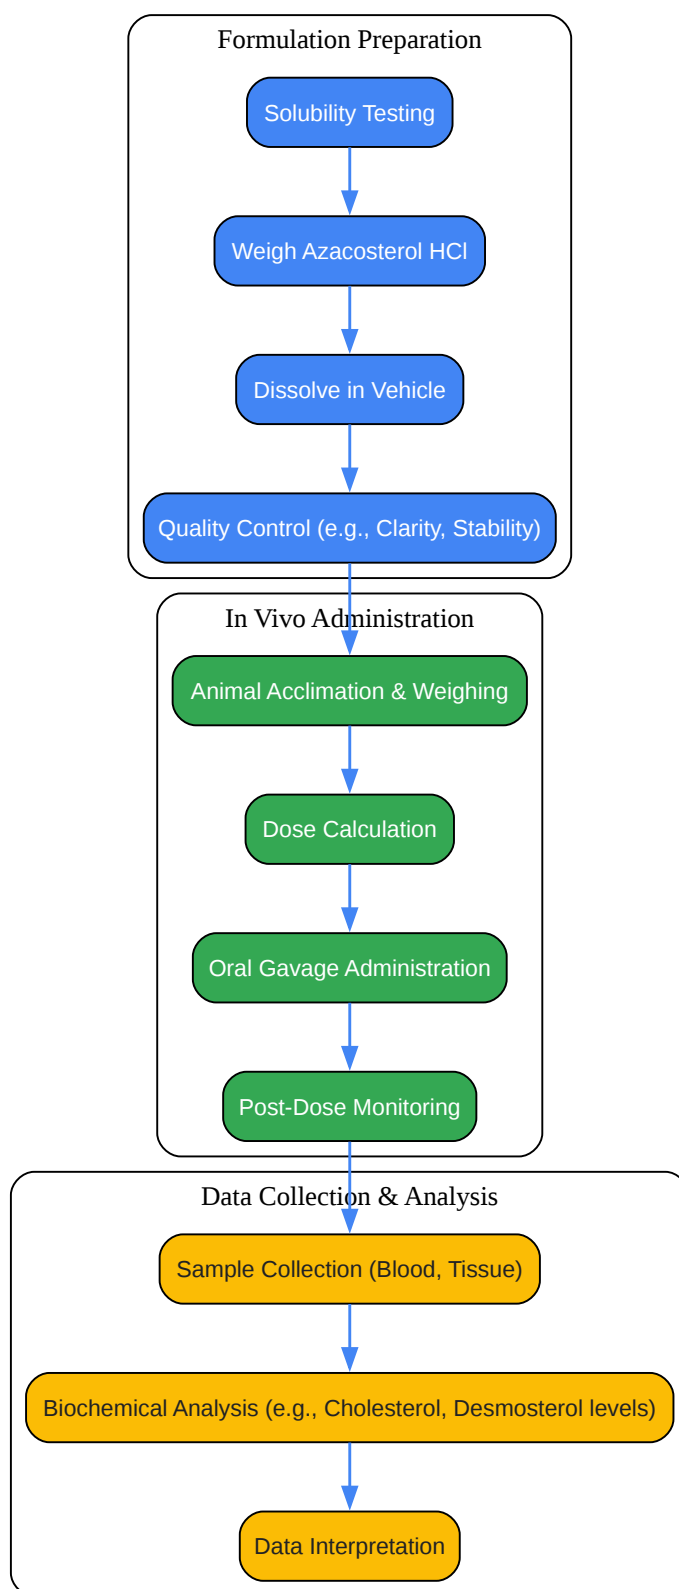 Formulation Preparation
Solubility Testing
Weigh Azacosterol HCl
Dissolve in Vehicle
Quality Control (e.g., Clarity, Stability)
In Vivo Administration
Animal Acclimation & Weighing
Dose Calculation
Oral Gavage Administration
Post-Dose Monitoring
Data Collection & Analysis
Sample Collection (Blood, Tissue)
Biochemical Analysis (e.g., Cholesterol, Desmosterol levels)
Data Interpretation